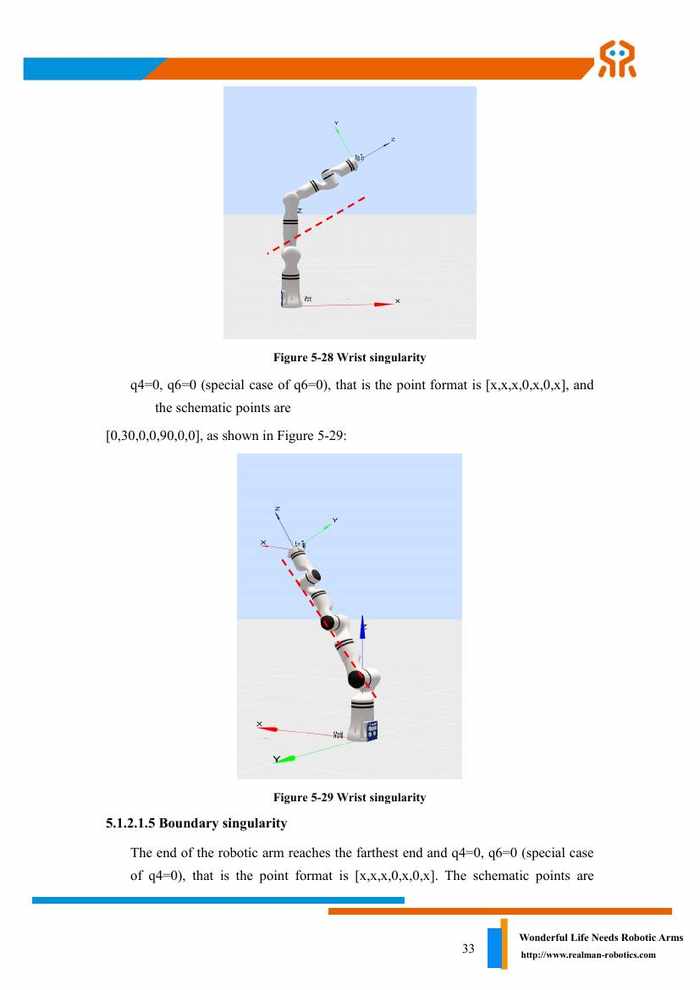 Y
Z
Z
X
Figure 5-28 Wrist singularity
q4=0, q6=0 (special case of q6=0), that is the point format is [x,x,x,0,x,0,x], and
the schematic points are
[0,30,0,0,90,0,0], as shown in Figure 5-29:
Z
Y
X
Z
X
Y
Figure 5-29 Wrist singularity
5.1.2.1.5 Boundary singularity
The end of the robotic arm reaches the farthest end and q4=0, q6=0 (special case
of q4=0), that is the point format is [x,x,x,0,x,0,x]. The schematic points are
33
Wonderful Life Needs Robotic Arms
http://www.realman-robotics.com